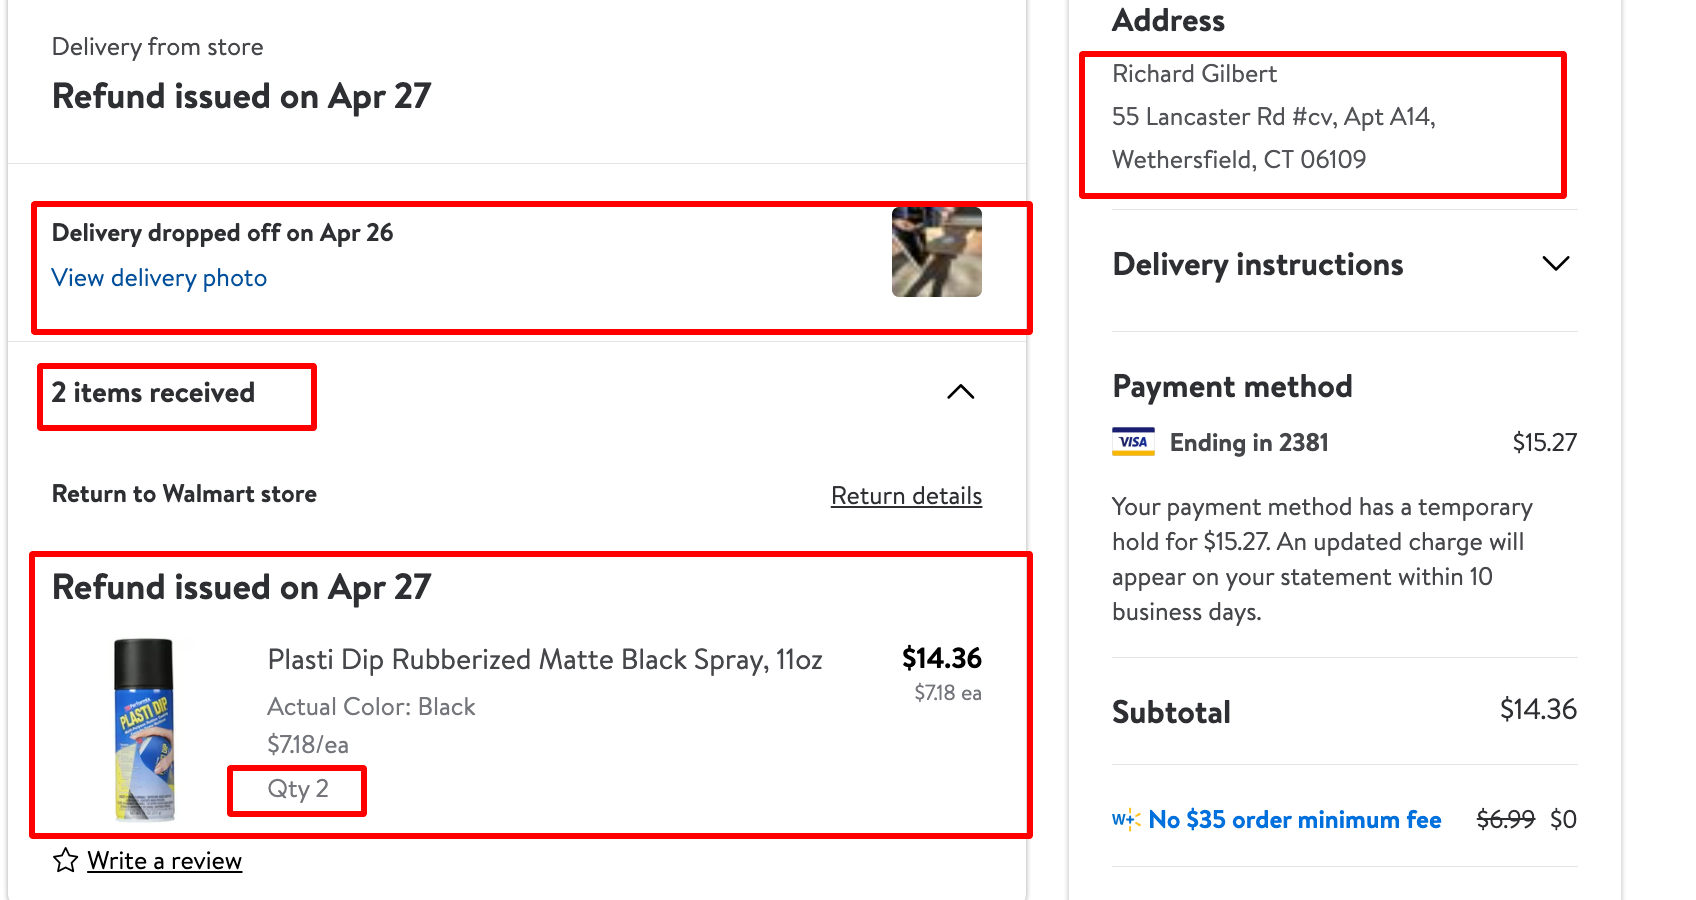 Delivery from store
Refund issued on Apr 27
Delivery dropped off on Apr 26
View delivery photo
2 items received
Return to Walmart store
Return details
Refund issued on Apr 27
PLASTI DIP
Plasti Dip Rubberized Matte Black Spray, 11oz
$14.36
$7.18 ea
Actual Color: Black
$7.18/ea
Qty 2
Write a review
Address
Richard Gilbert
55 Lancaster Rd #cv, Apt A14,
Wethersfield, CT 06109
Delivery instructions
Payment method
VISA Ending in 2381 $15.27
Your payment method has a temporary
hold for $15.27. An updated charge will
appear on your statement within 10
business days.
Subtotal $14.36
W+ No $35 order minimum fee $6.99 $0